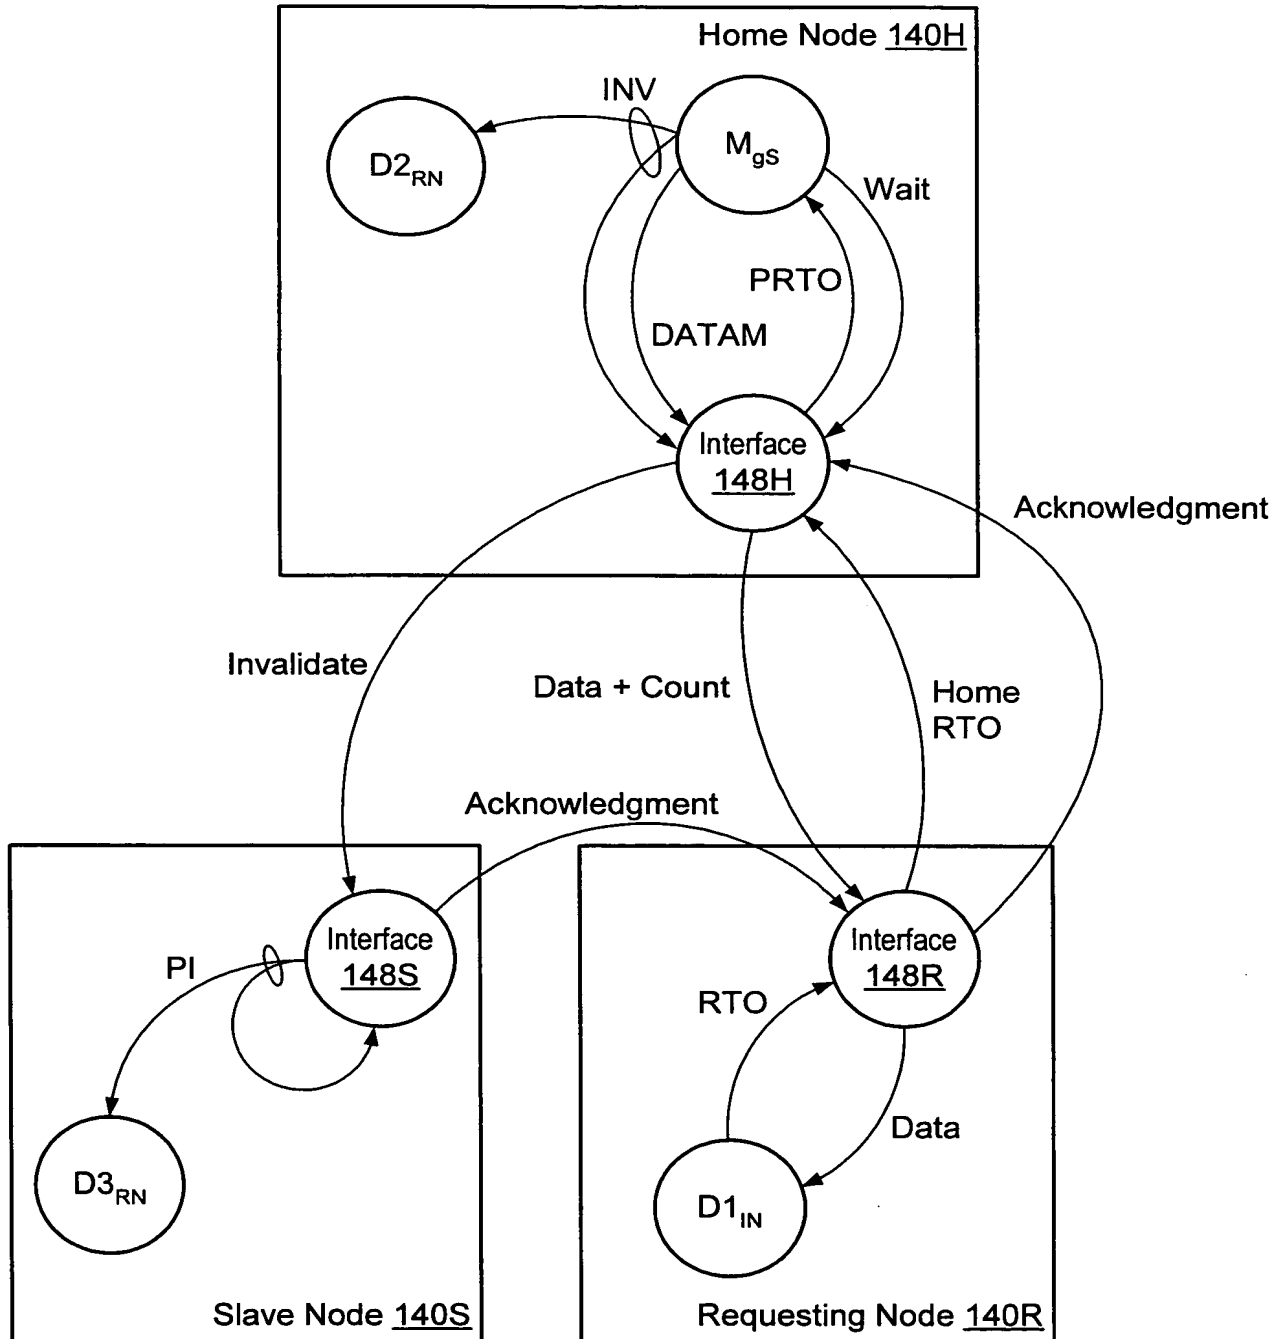 Home Node 140H
INV
D2RN
MgS
Wait
PRTO
DATAM
Interface
148H
Acknowledgment
Invalidate
Data + Count
Home
RTO
Acknowledgment
Interface
148S
PI
Interface
148R
RTO
Data
D3RN
D1IN
Slave Node 140S
Requesting Node 140R